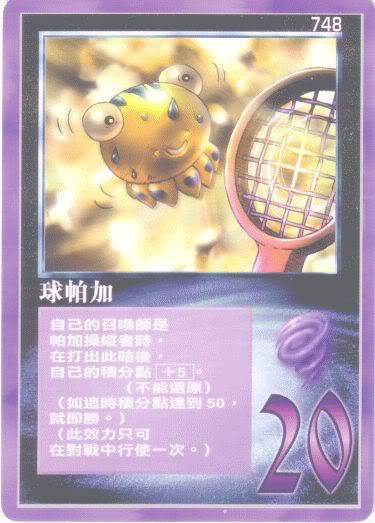 748
球帕加
自己的召喚師是
帕加操縱者時，
在打出此咭後，
自己的積分點 +5 。
（不能還原）
（如這時積分點達到 50，
就即勝。）
（此效力只可
在對戰中行使一次。）
20